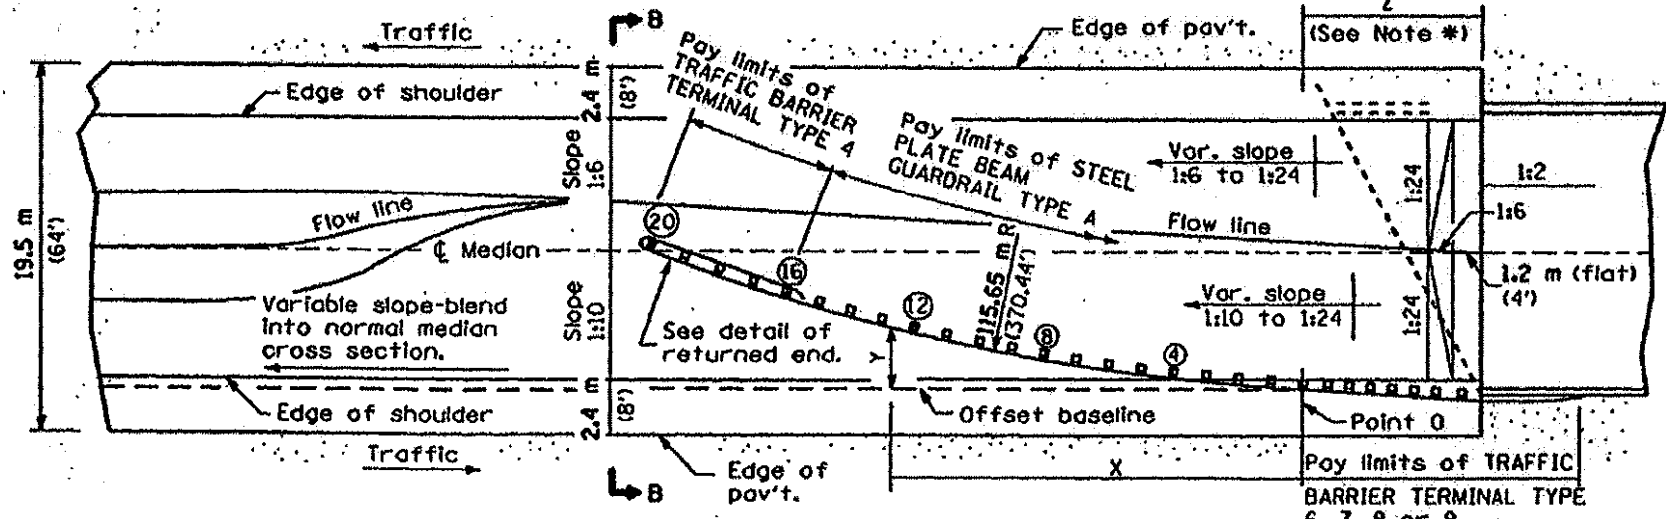 Traffic
B
Edge of pav't.
L
(See Note *)
Edge of shoulder
2.4 m
(8')
Pay limits of
TRAFFIC BARRIER
TERMINAL TYPE 4
Pay limits of STEEL
PLATE BEAM
GUARDRAIL TYPE A
Var. slope
1:6 to 1:24
1:24
1:2
1:6
Slope
1:6
19.5 m
(64')
Flow line
℄ Median
20
16
12
8
4
115.65 m R
(370.44')
Flow line
1.2 m (flat)
(4')
Variable slope-blend
into normal median
cross section.
Slope
1:10
See detail of
returned end.
Y
Var. slope
1:10 to 1:24
1:24
Edge of shoulder
2.4 m
(8')
Offset baseline
Point 0
Traffic
B
Edge of
pav't.
X
Pay limits of TRAFFIC
BARRIER TERMINAL TYPE